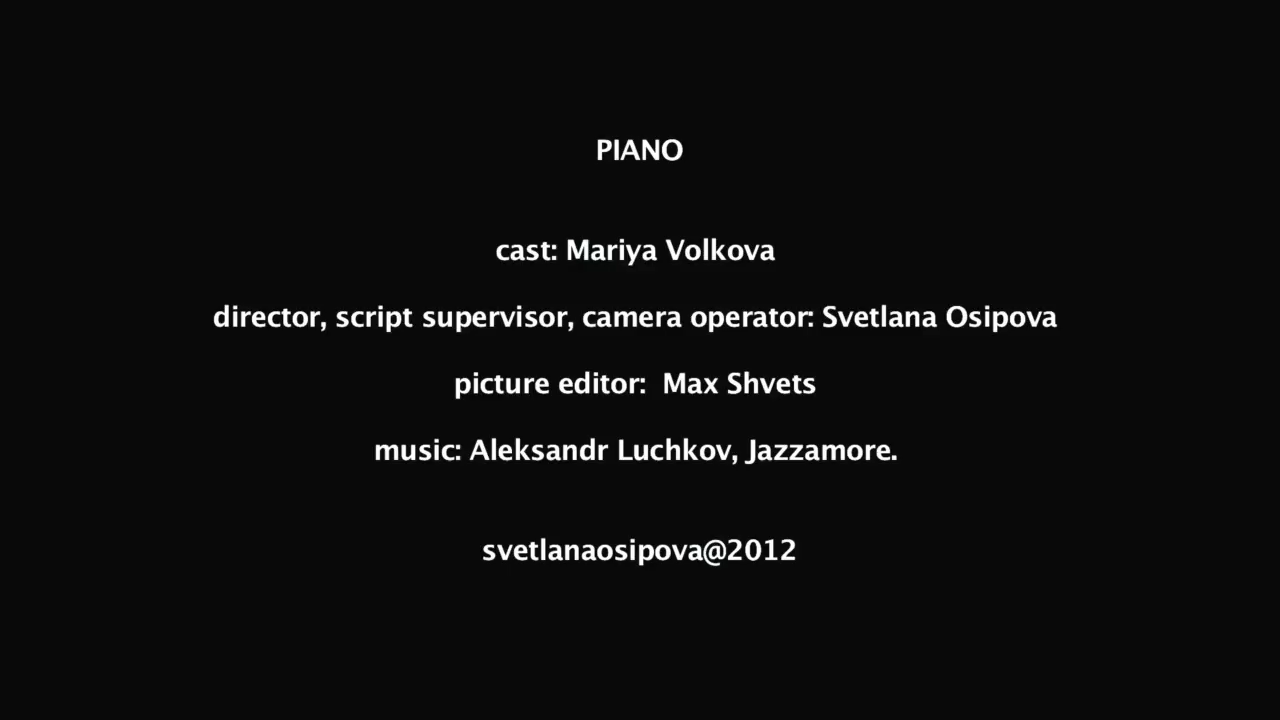 PIANO
cast: Mariya Volkova
director, script supervisor, camera operator: Svetlana Osipova
picture editor:  Max Shvets
music: Aleksandr Luchkov, Jazzamore.
svetlanaosipova@2012